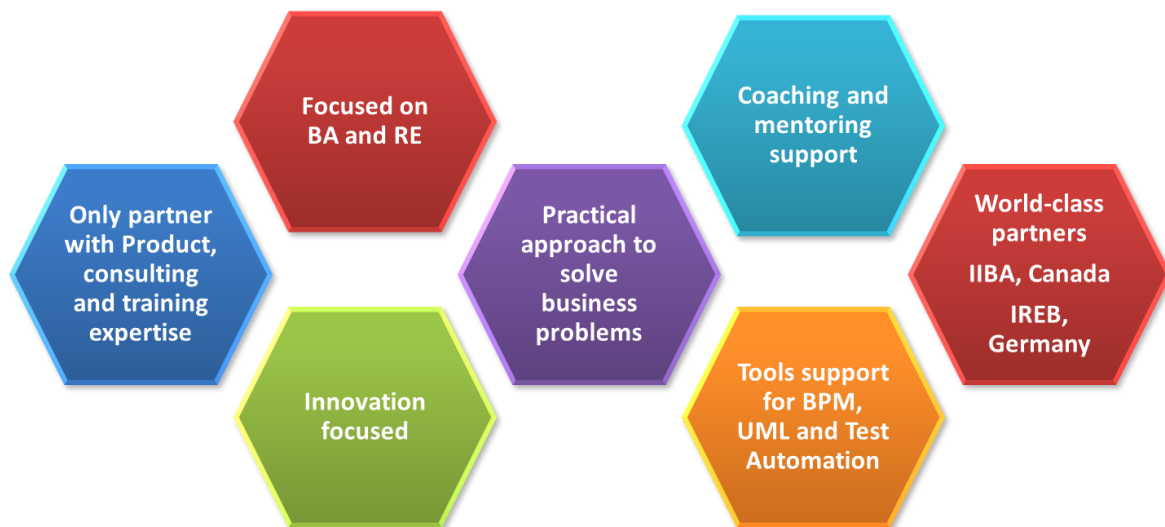 Focused on
BA and RE
Coaching and
mentoring
support
Only partner
with Product,
consulting
and training
expertise
Practical
approach to
solve
business
problems
World-class
partners
IIBA, Canada
IREB,
Germany
Innovation
focused
Tools support
for BPM,
UML and Test
Automation